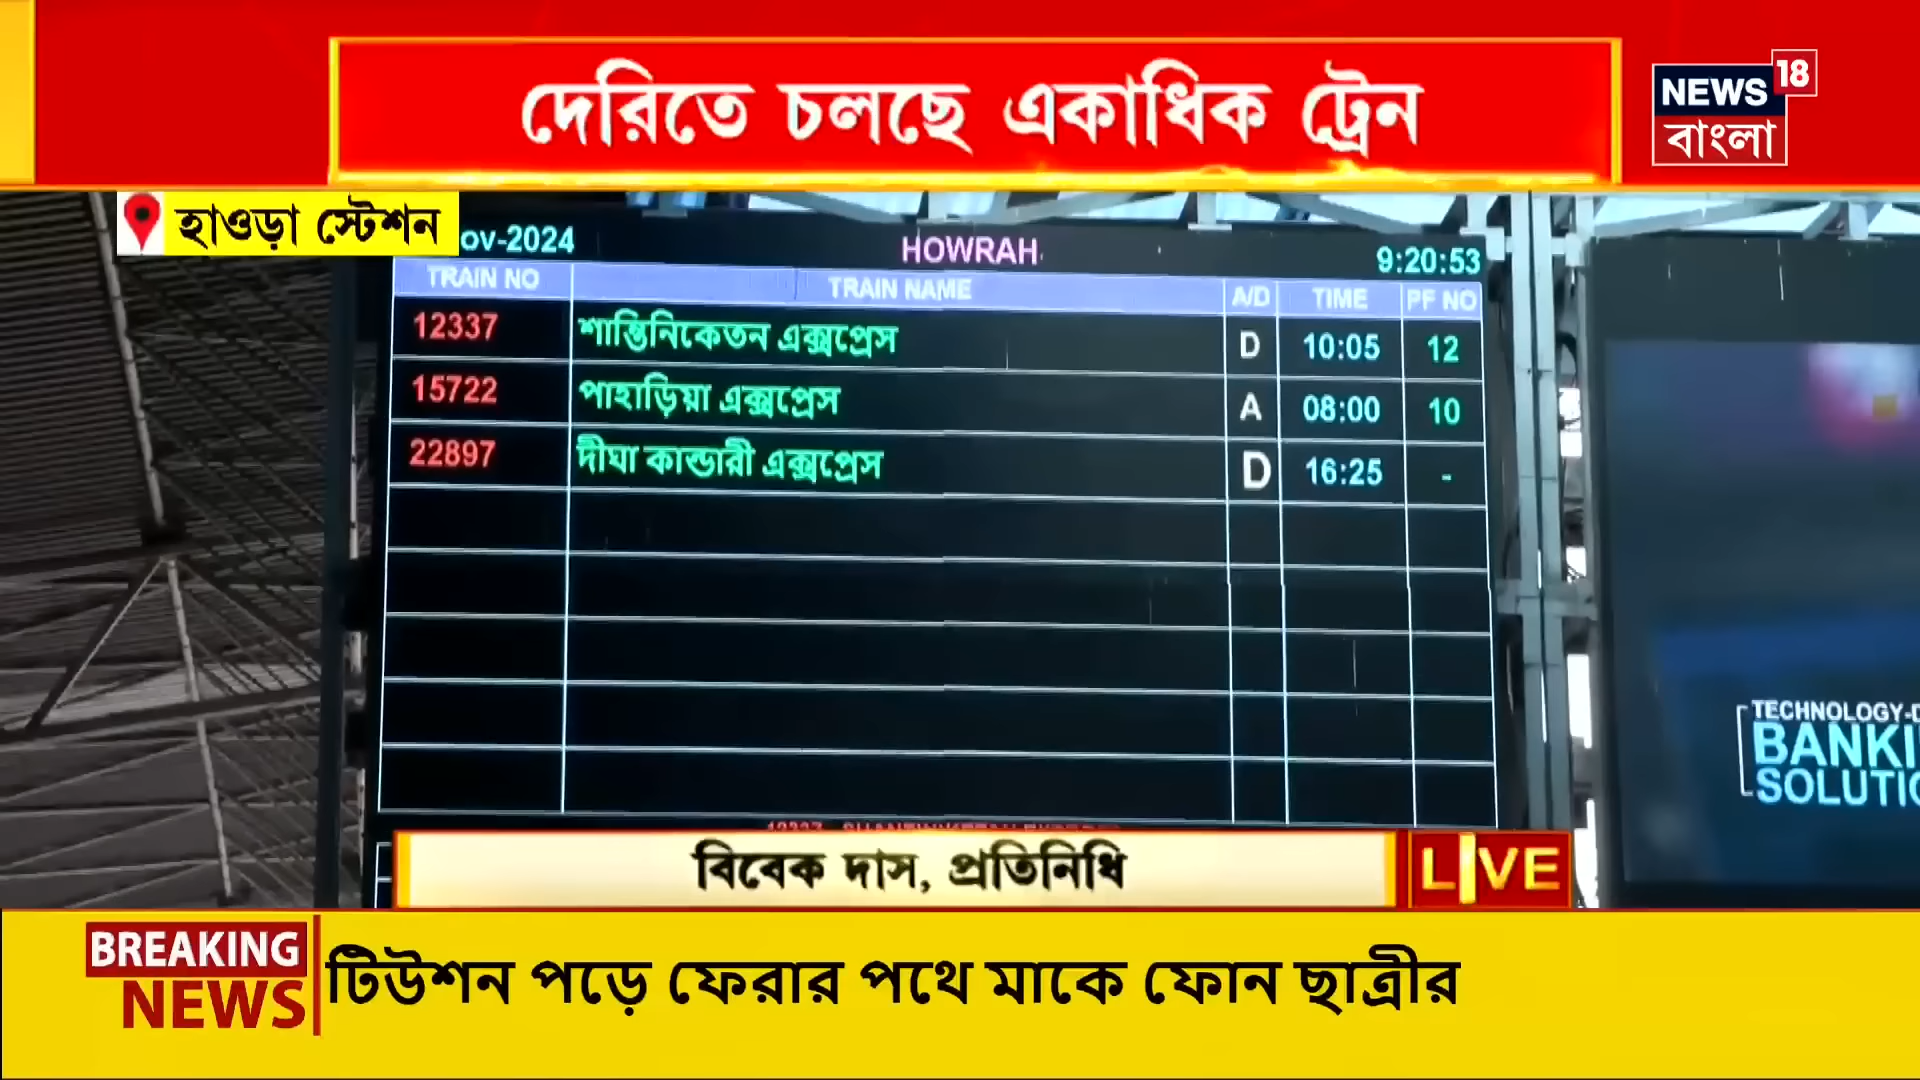 দেরিতে চলছে একাধিক ট্রেন
NEWS 18
বাংলা
হাওড়া স্টেশন
ov-2024 HOWRAH 9:20:53
TRAIN NO TRAIN NAME A/D TIME PF NO
12337 শান্তিনিকেতন এক্সপ্রেস D 10:05 12
15722 পাহাড়িয়া এক্সপ্রেস A 08:00 10
22897 দীঘা কান্ডারী এক্সপ্রেস D 16:25 -
TECHNOLOGY-D
BANKI
SOLUTIO
বিবেক দাস, প্রতিনিধি
LIVE
BREAKING
NEWS
টিউশন পড়ে ফেরার পথে মাকে ফোন ছাত্রীর